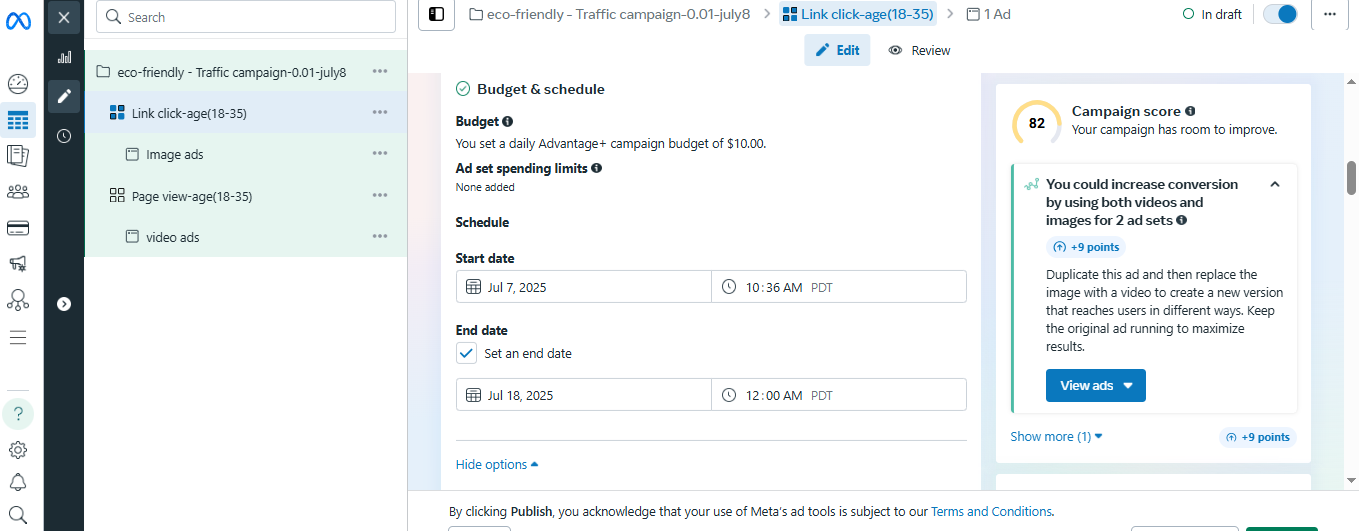 Search
eco-friendly - Traffic campaign-0.01-july8
Link click-age(18-35)
Image ads
Page view-age(18-35)
video ads
eco-friendly - Traffic campaign-0.01-july8 > Link click-age(18-35) > 1 Ad
In draft
Edit
Review
Budget & schedule
Budget
You set a daily Advantage+ campaign budget of $10.00.
Ad set spending limits
None added
Schedule
Start date
Jul 7, 2025
10:36 AM PDT
End date
Set an end date
Jul 18, 2025
12:00 AM PDT
Hide options
82
Campaign score
Your campaign has room to improve.
You could increase conversion
by using both videos and
images for 2 ad sets
+9 points
Duplicate this ad and then replace the
image with a video to create a new version
that reaches users in different ways. Keep
the original ad running to maximize
results.
View ads
Show more (1)
+9 points
By clicking Publish, you acknowledge that your use of Meta's ad tools is subject to our Terms and Conditions.